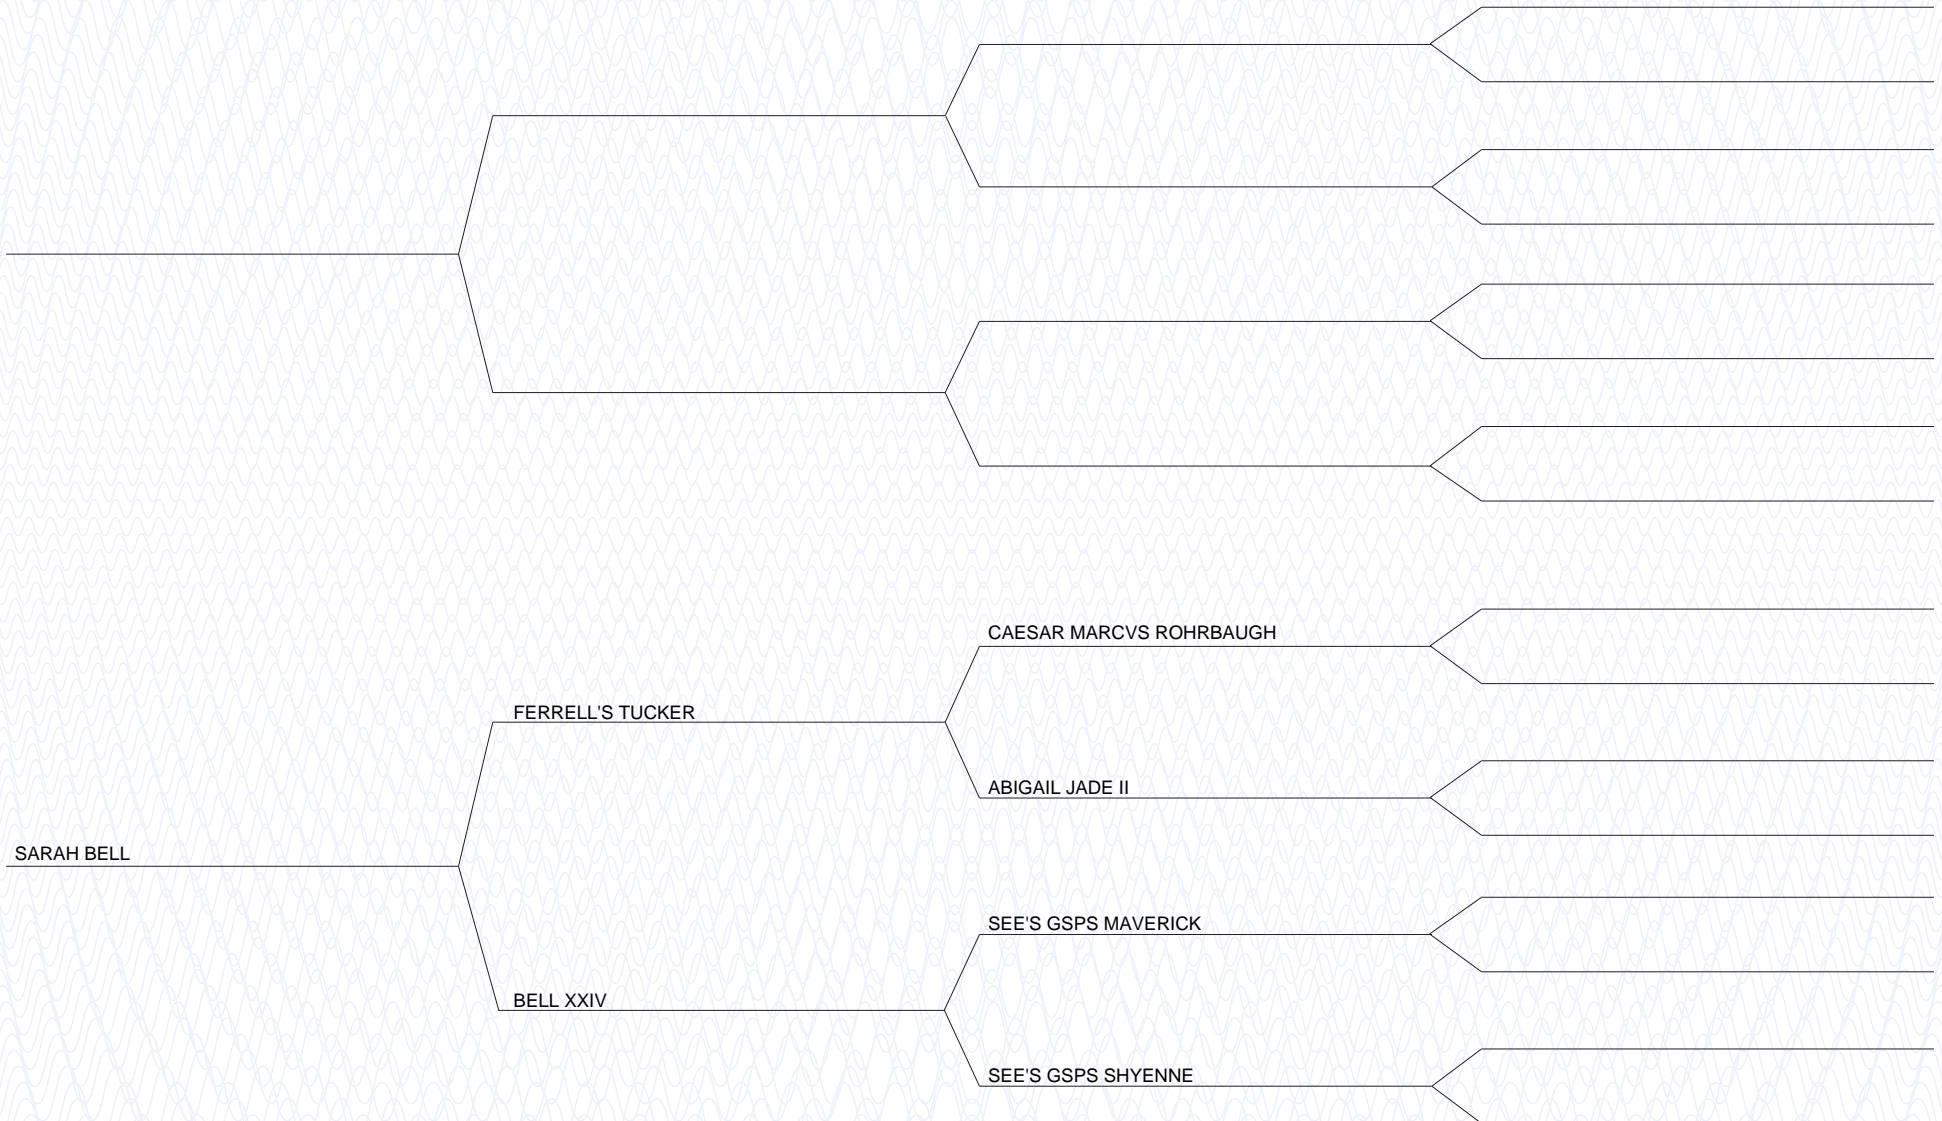 CAESAR MARCVS ROHRBAUGH
FERRELL'S TUCKER
ABIGAIL JADE II
SARAH BELL
SEE'S GSPS MAVERICK
BELL XXIV
SEE'S GSPS SHYENNE